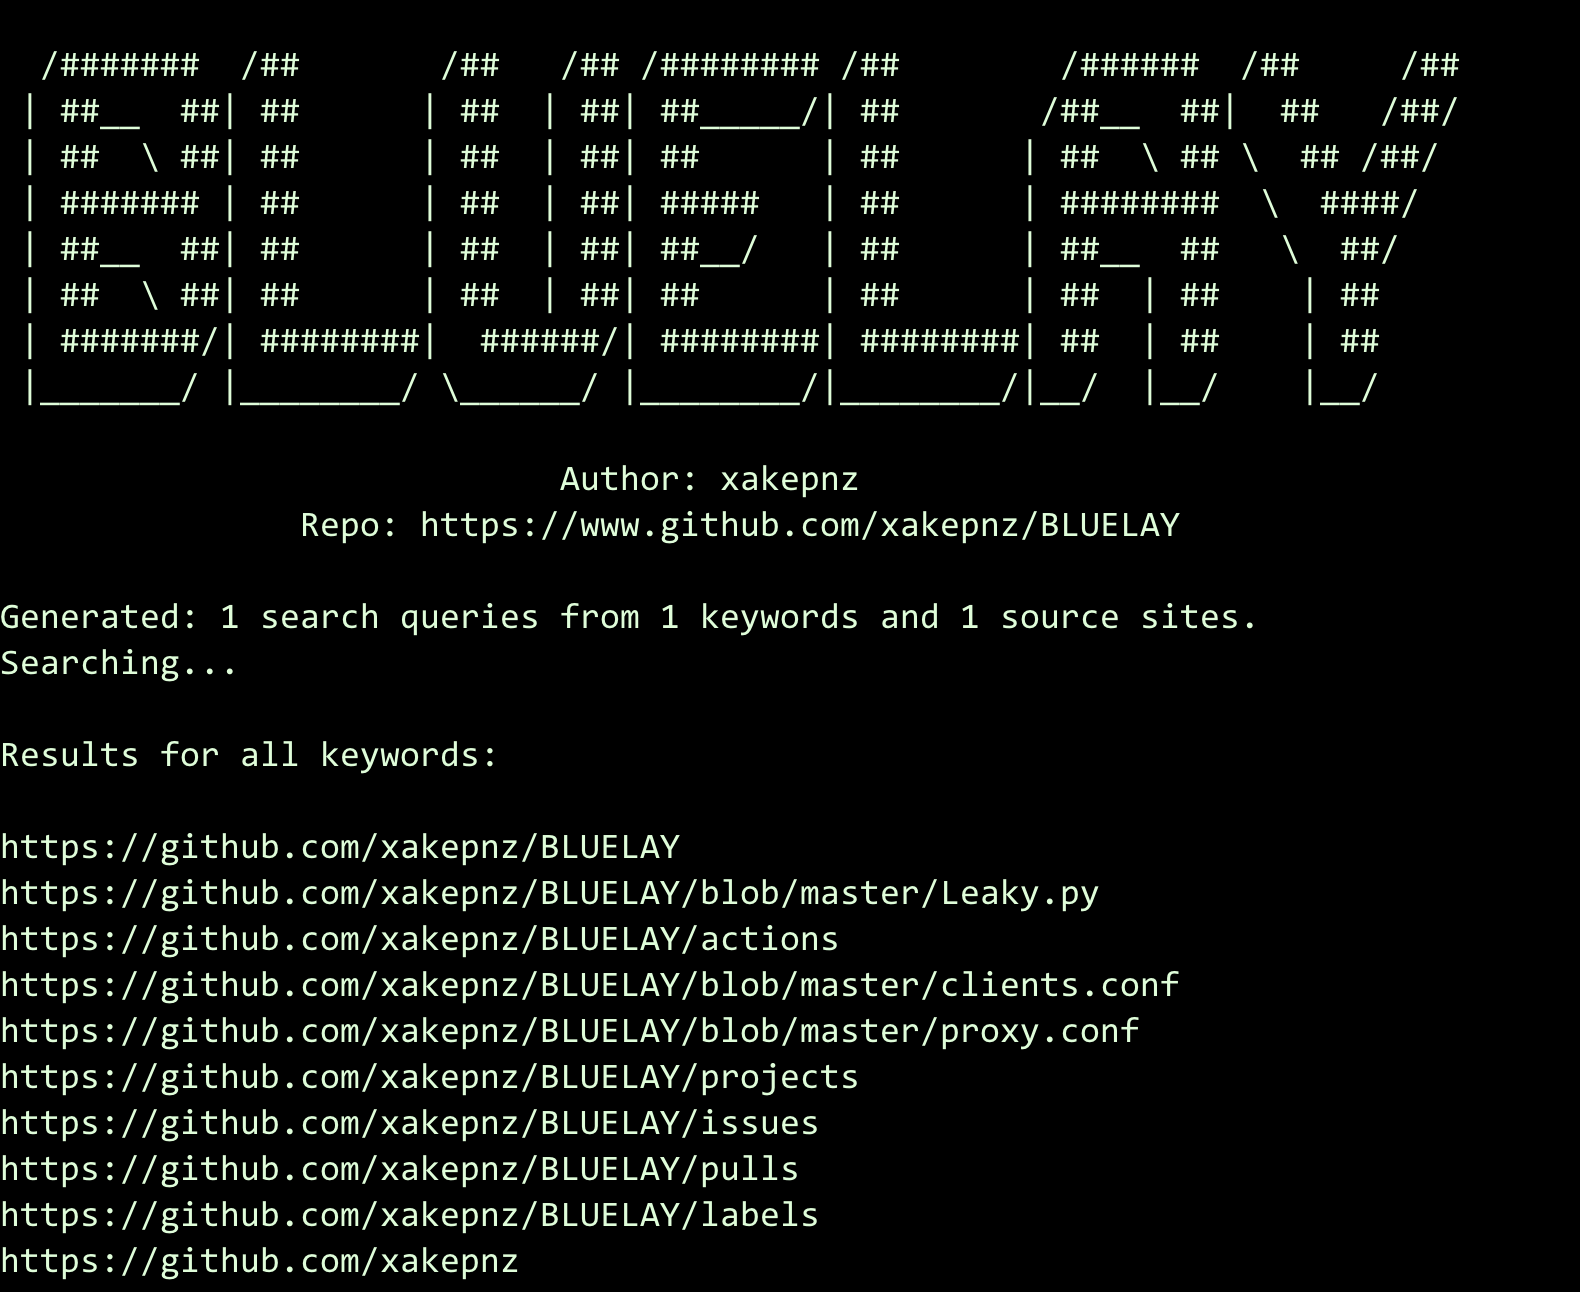 /#######  /##       /##   /## /######## /##        /######  /##     /##
 | ##__  ##| ##      | ##  | ##| ##_____/| ##       /##__  ##|  ##   /##/
 | ##  \ ##| ##      | ##  | ##| ##      | ##      | ##  \ ## \  ## /##/
 | ####### | ##      | ##  | ##| #####   | ##      | ########  \  ####/
 | ##__  ##| ##      | ##  | ##| ##__/   | ##      | ##__  ##   \  ##/
 | ##  \ ##| ##      | ##  | ##| ##      | ##      | ##  | ##    | ##
 | #######/| ########|  ######/| ########| ########| ##  | ##    | ##
 |_______/ |________/ \______/ |________/|________/|__/  |__/    |__/
Author: xakepnz
Repo: https://www.github.com/xakepnz/BLUELAY
Generated: 1 search queries from 1 keywords and 1 source sites.
Searching...
Results for all keywords:
https://github.com/xakepnz/BLUELAY
https://github.com/xakepnz/BLUELAY/blob/master/Leaky.py
https://github.com/xakepnz/BLUELAY/actions
https://github.com/xakepnz/BLUELAY/blob/master/clients.conf
https://github.com/xakepnz/BLUELAY/blob/master/proxy.conf
https://github.com/xakepnz/BLUELAY/projects
https://github.com/xakepnz/BLUELAY/issues
https://github.com/xakepnz/BLUELAY/pulls
https://github.com/xakepnz/BLUELAY/labels
https://github.com/xakepnz